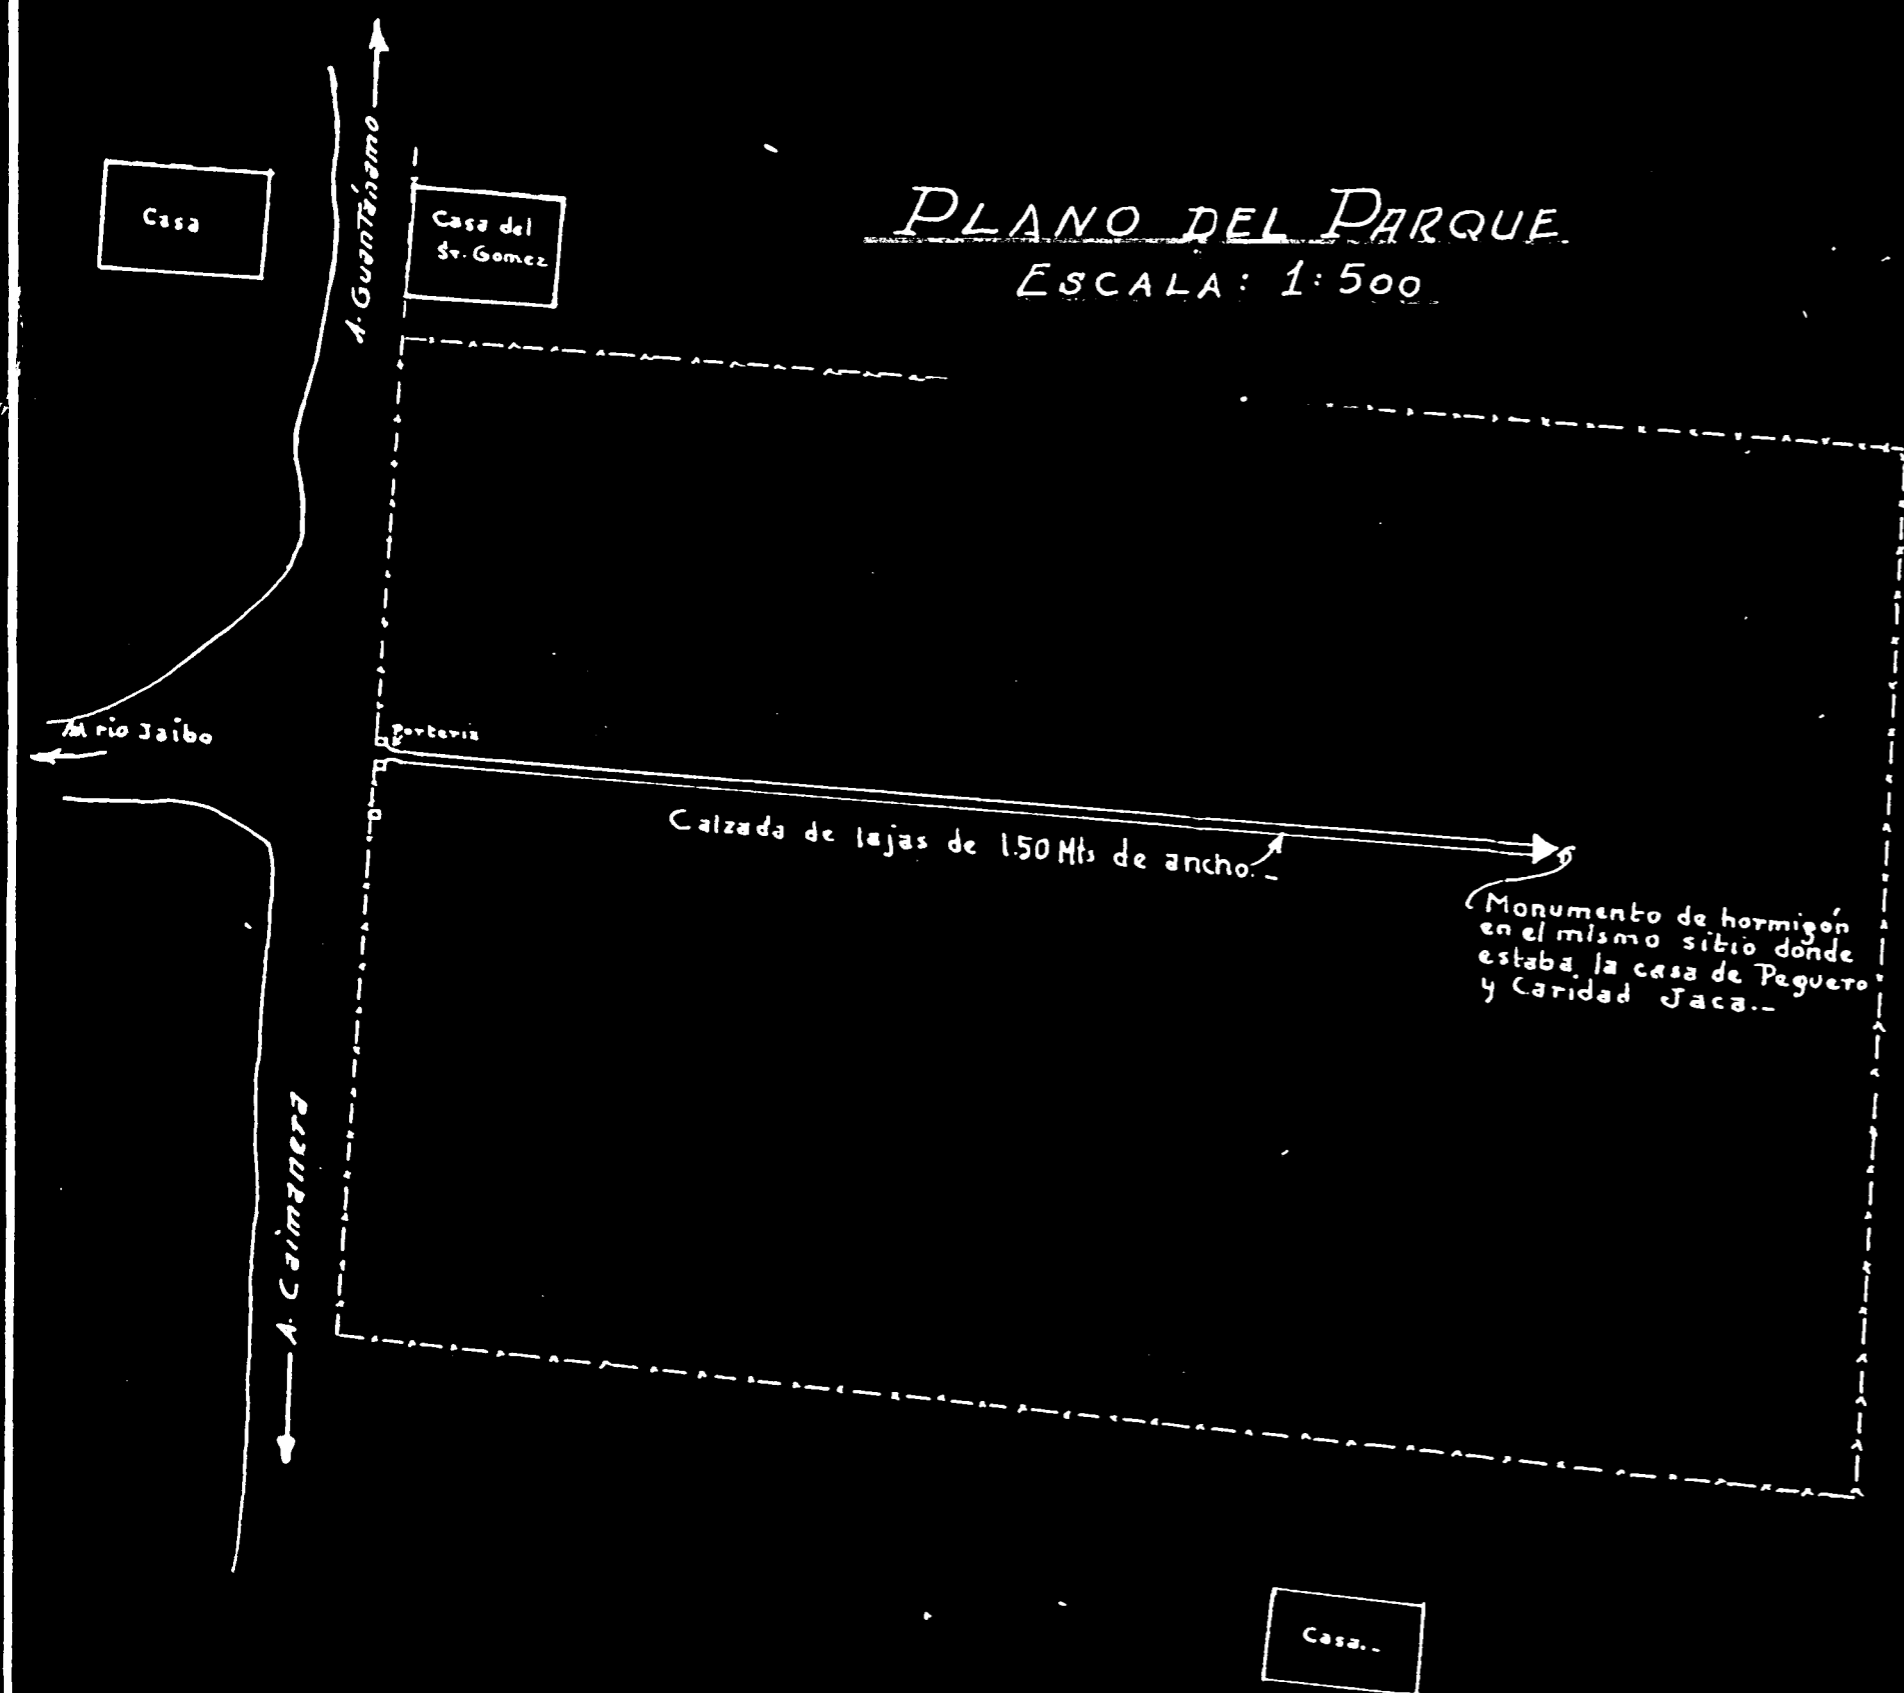 PLANO DEL PARQUE
ESCALA: 1:500
A. Guantánamo
Casa
Casa del
Sr. Gomez
Al rio Jaibo
Porteria
Calzada de lajas de 1.50 Mts de ancho.-
Monumento de hormigón
en el mismo sitio donde
estaba la casa de Peguero
y Caridad Jaca.-
A. Caimanera
Casa.-